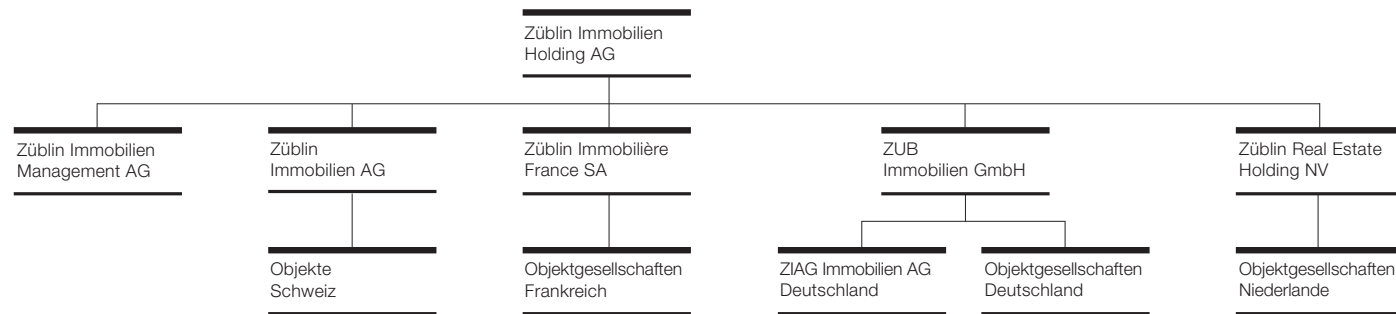 Züblin Immobilien
Holding AG
Züblin Immobilien
Management AG
Züblin
Immobilien AG
Züblin Immobilière
France SA
ZUB
Immobilien GmbH
Züblin Real Estate
Holding NV
Objekte
Schweiz
Objektgesellschaften
Frankreich
ZIAG Immobilien AG
Deutschland
Objektgesellschaften
Deutschland
Objektgesellschaften
Niederlande